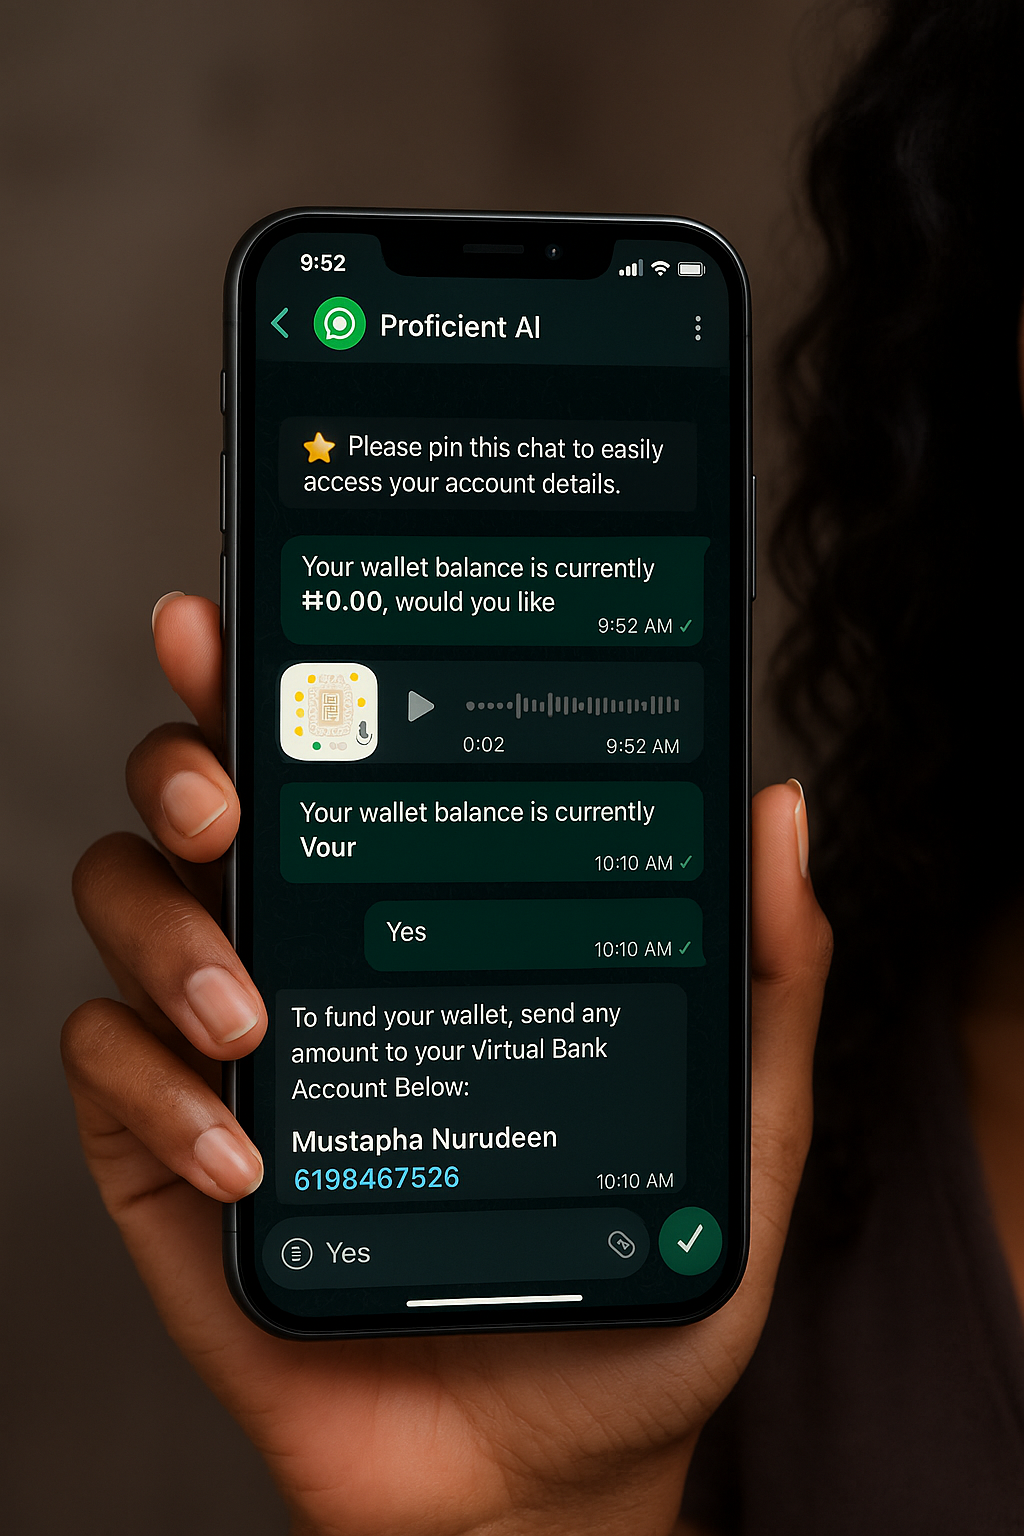 9:52
Proficient AI
⭐ Please pin this chat to easily
access your account details.
Your wallet balance is currently
#0.00, would you like
9:52 AM ✓
0:02
9:52 AM
Your wallet balance is currently
Vour
10:10 AM ✓
Yes
10:10 AM ✓
To fund your wallet, send any
amount to your Virtual Bank
Account Below:
Mustapha Nurudeen
6198467526
10:10 AM
Yes